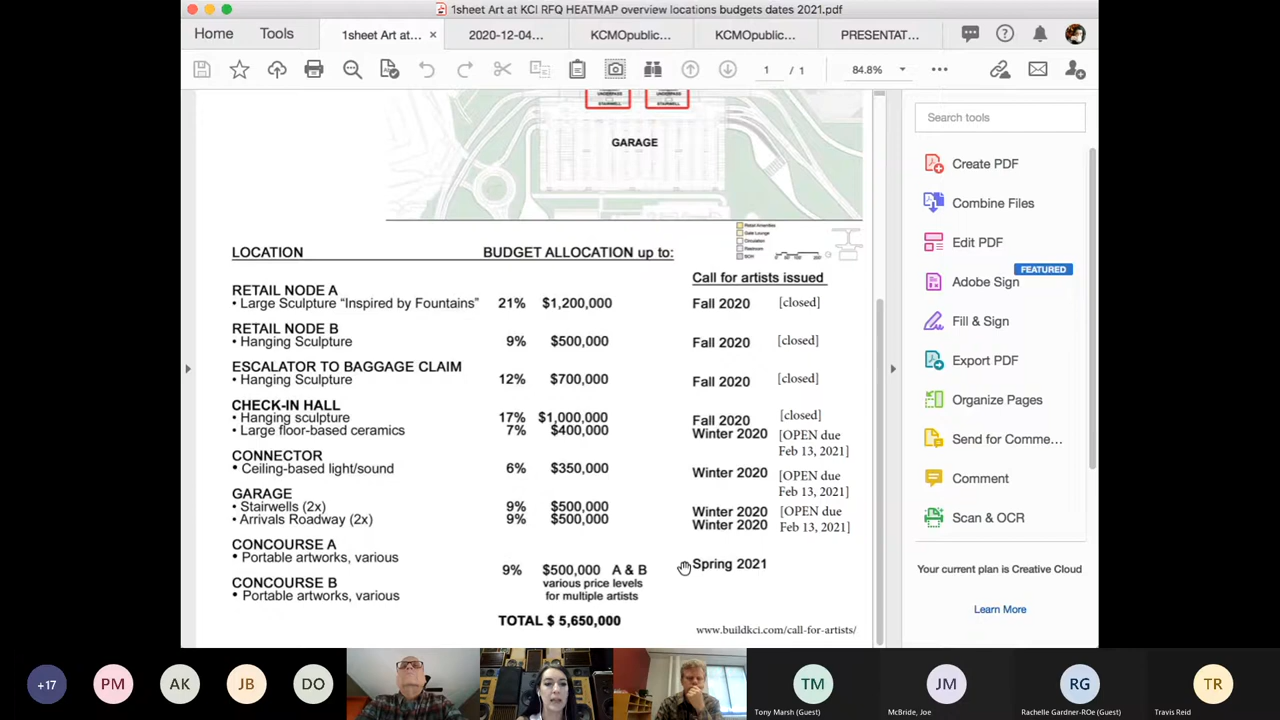 1sheet Art at KCI RFQ HEATMAP overview locations budgets dates 2021.pdf
Home Tools 1sheet Art at... × 2020-12-04... KCMOpublic... KCMOpublic... PRESENTAT...
1 / 1 84.8%
UNDERPASS UNDERPASS
STAIRWELL STAIRWELL
GARAGE
Retail Amenities
Gate Lounge
Circulation
Restroom
LOCATION BUDGET ALLOCATION up to:
Call for artists issued
RETAIL NODE A
• Large Sculpture “Inspired by Fountains” 21% $1,200,000 Fall 2020 [closed]
RETAIL NODE B
• Hanging Sculpture 9% $500,000 Fall 2020 [closed]
ESCALATOR TO BAGGAGE CLAIM
• Hanging Sculpture 12% $700,000 Fall 2020 [closed]
CHECK-IN HALL
• Hanging sculpture 17% $1,000,000 Fall 2020 [closed]
• Large floor-based ceramics 7% $400,000 Winter 2020 [OPEN due
Feb 13, 2021]
CONNECTOR
• Ceiling-based light/sound 6% $350,000 Winter 2020 [OPEN due
Feb 13, 2021]
GARAGE
• Stairwells (2x) 9% $500,000 Winter 2020 [OPEN due
• Arrivals Roadway (2x) 9% $500,000 Winter 2020 Feb 13, 2021]
CONCOURSE A
• Portable artworks, various
9% $500,000 A & B Spring 2021
CONCOURSE B
various price levels
• Portable artworks, various for multiple artists
TOTAL $ 5,650,000
www.buildkci.com/call-for-artists/
Search tools
Create PDF
Combine Files
Edit PDF
FEATURED
Adobe Sign
Fill & Sign
Export PDF
Organize Pages
Send for Comme...
Comment
Scan & OCR
Your current plan is Creative Cloud
Learn More
+17 PM AK JB DO TM JM RG TR
Tony Marsh (Guest) McBride, Joe Rachelle Gardner-ROe (Guest) Travis Reid